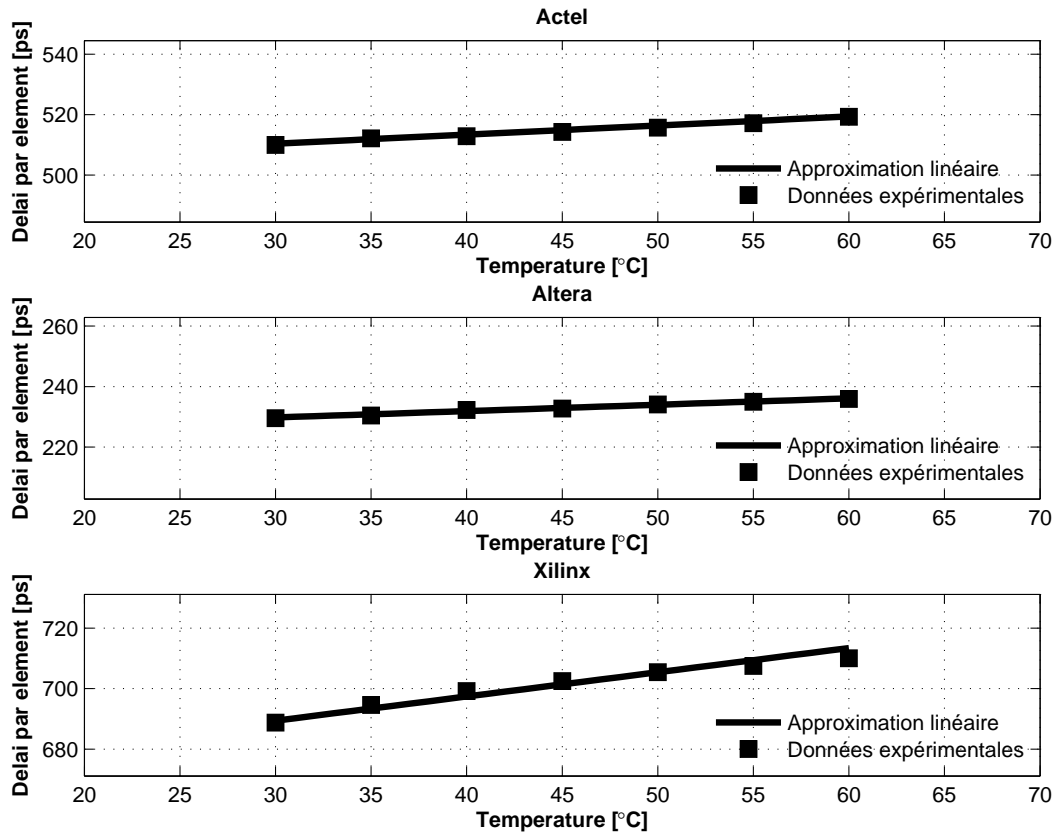 Actel
Delai par element [ps]
540
520
500
Approximation linéaire
Données expérimentales
20 25 30 35 40 45 50 55 60 65 70
Temperature [°C]
Altera
Delai par element [ps]
260
240
220
Approximation linéaire
Données expérimentales
20 25 30 35 40 45 50 55 60 65 70
Temperature [°C]
Xilinx
Delai par element [ps]
720
700
680
Approximation linéaire
Données expérimentales
20 25 30 35 40 45 50 55 60 65 70
Temperature [°C]